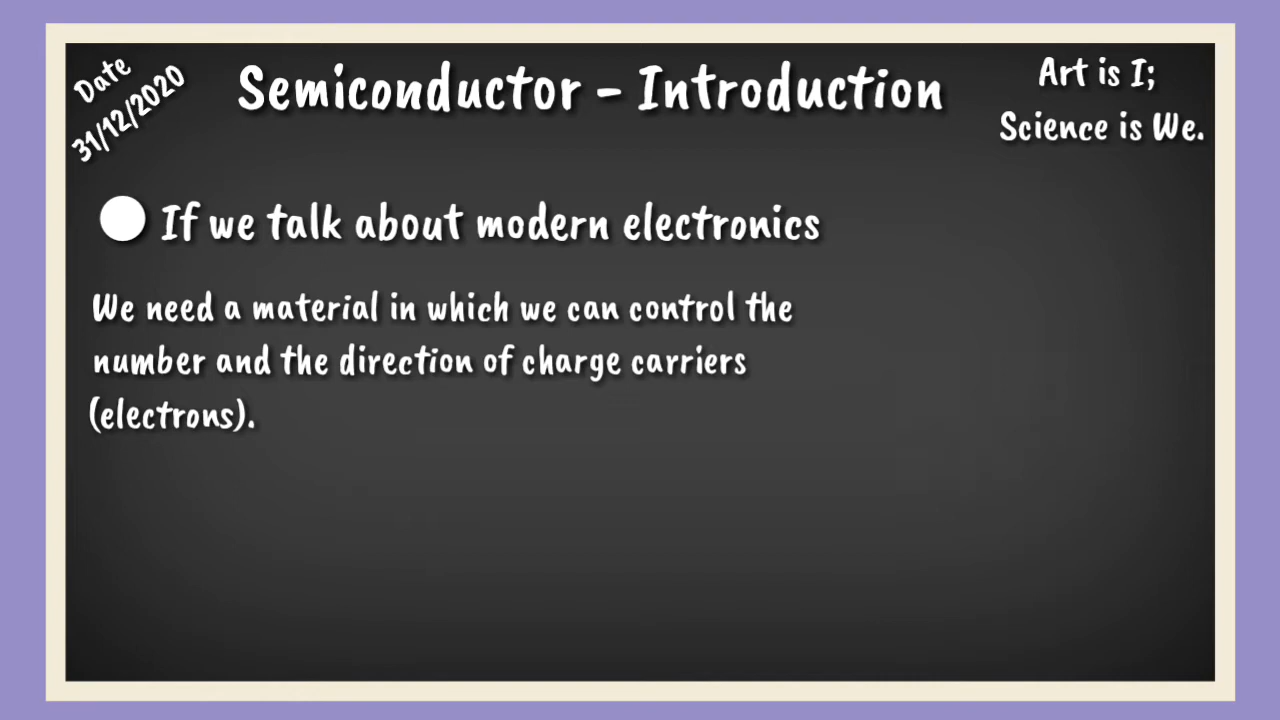 Date
31/12/2020
Semiconductor - Introduction
Art is I;
Science is We.
If we talk about modern electronics
We need a material in which we can control the
number and the direction of charge carriers
(electrons).